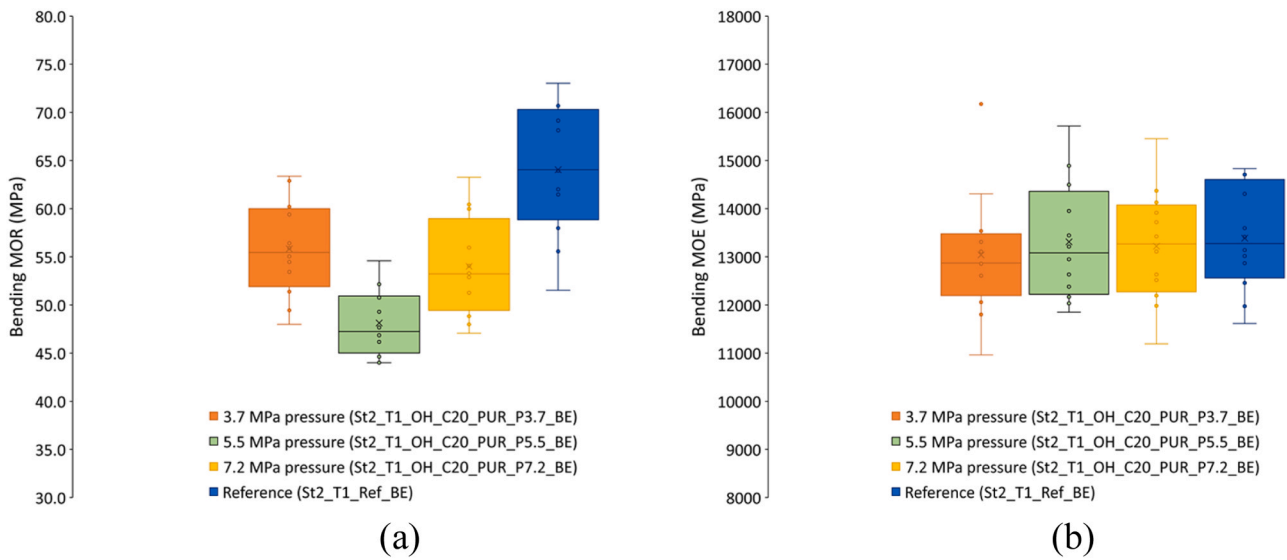 80.0
75.0
70.0
65.0
60.0
55.0
50.0
45.0
40.0
35.0
30.0
Bending MOR (MPa)
3.7 MPa pressure (St2_T1_OH_C20_PUR_P3.7_BE)
5.5 MPa pressure (St2_T1_OH_C20_PUR_P5.5_BE)
7.2 MPa pressure (St2_T1_OH_C20_PUR_P7.2_BE)
Reference (St2_T1_Ref_BE)
(a)
18000
17000
16000
15000
14000
13000
12000
11000
10000
9000
8000
Bending MOE (MPa)
3.7 MPa pressure (St2_T1_OH_C20_PUR_P3.7_BE)
5.5 MPa pressure (St2_T1_OH_C20_PUR_P5.5_BE)
7.2 MPa pressure (St2_T1_OH_C20_PUR_P7.2_BE)
Reference (St2_T1_Ref_BE)
(b)